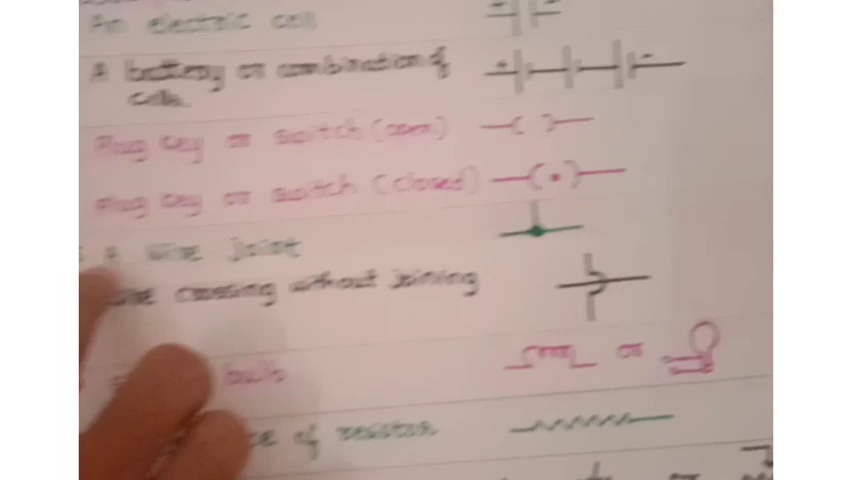 An electric cell
A battery or combination of
cells.
Plug key or switch (open)
Plug key or switch (closed)
A wire joint
crossing without joining
or
bulb
of resistor